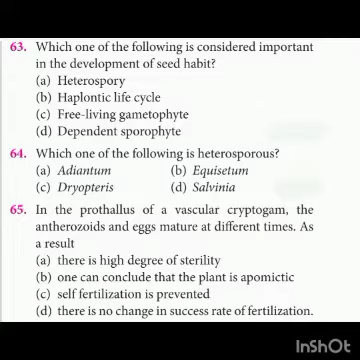 63. Which one of the following is considered important
in the development of seed habit?
(a) Heterospory
(b) Haplontic life cycle
(c) Free-living gametophyte
(d) Dependent sporophyte
64. Which one of the following is heterosporous?
(a) Adiantum (b) Equisetum
(c) Dryopteris (d) Salvinia
65. In the prothallus of a vascular cryptogam, the
antherozoids and eggs mature at different times. As
a result
(a) there is high degree of sterility
(b) one can conclude that the plant is apomictic
(c) self fertilization is prevented
(d) there is no change in success rate of fertilization.
InShOt